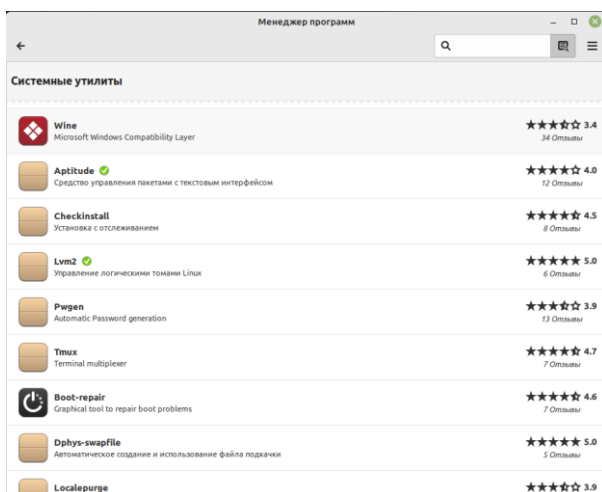 Менеджер программ
Системные утилиты
Wine
3.4
Microsoft Windows Compatibility Layer
34 Отзывы
Aptitude
4.0
Средство управления пакетами с текстовым интерфейсом
12 Отзывы
Checkinstall
4.5
Установка с отслеживанием
8 Отзывы
Lvm2
5.0
Управление логическими томами Linux
6 Отзывы
Pwgen
3.9
Automatic Password generation
13 Отзывы
Tmux
4.7
Terminal multiplexer
7 Отзывы
Boot-repair
4.6
Graphical tool to repair boot problems
7 Отзывы
Dphys-swapfile
5.0
Автоматическое создание и использование файла подкачки
5 Отзывы
Localepurge
3.9